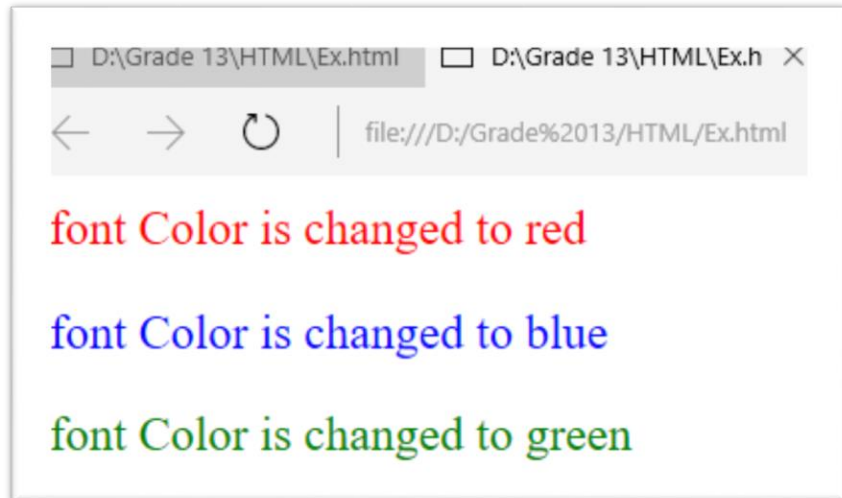 D:\Grade 13\HTML\Ex.html D:\Grade 13\HTML\Ex.h
file:///D:/Grade%2013/HTML/Ex.html
font Color is changed to red
font Color is changed to blue
font Color is changed to green